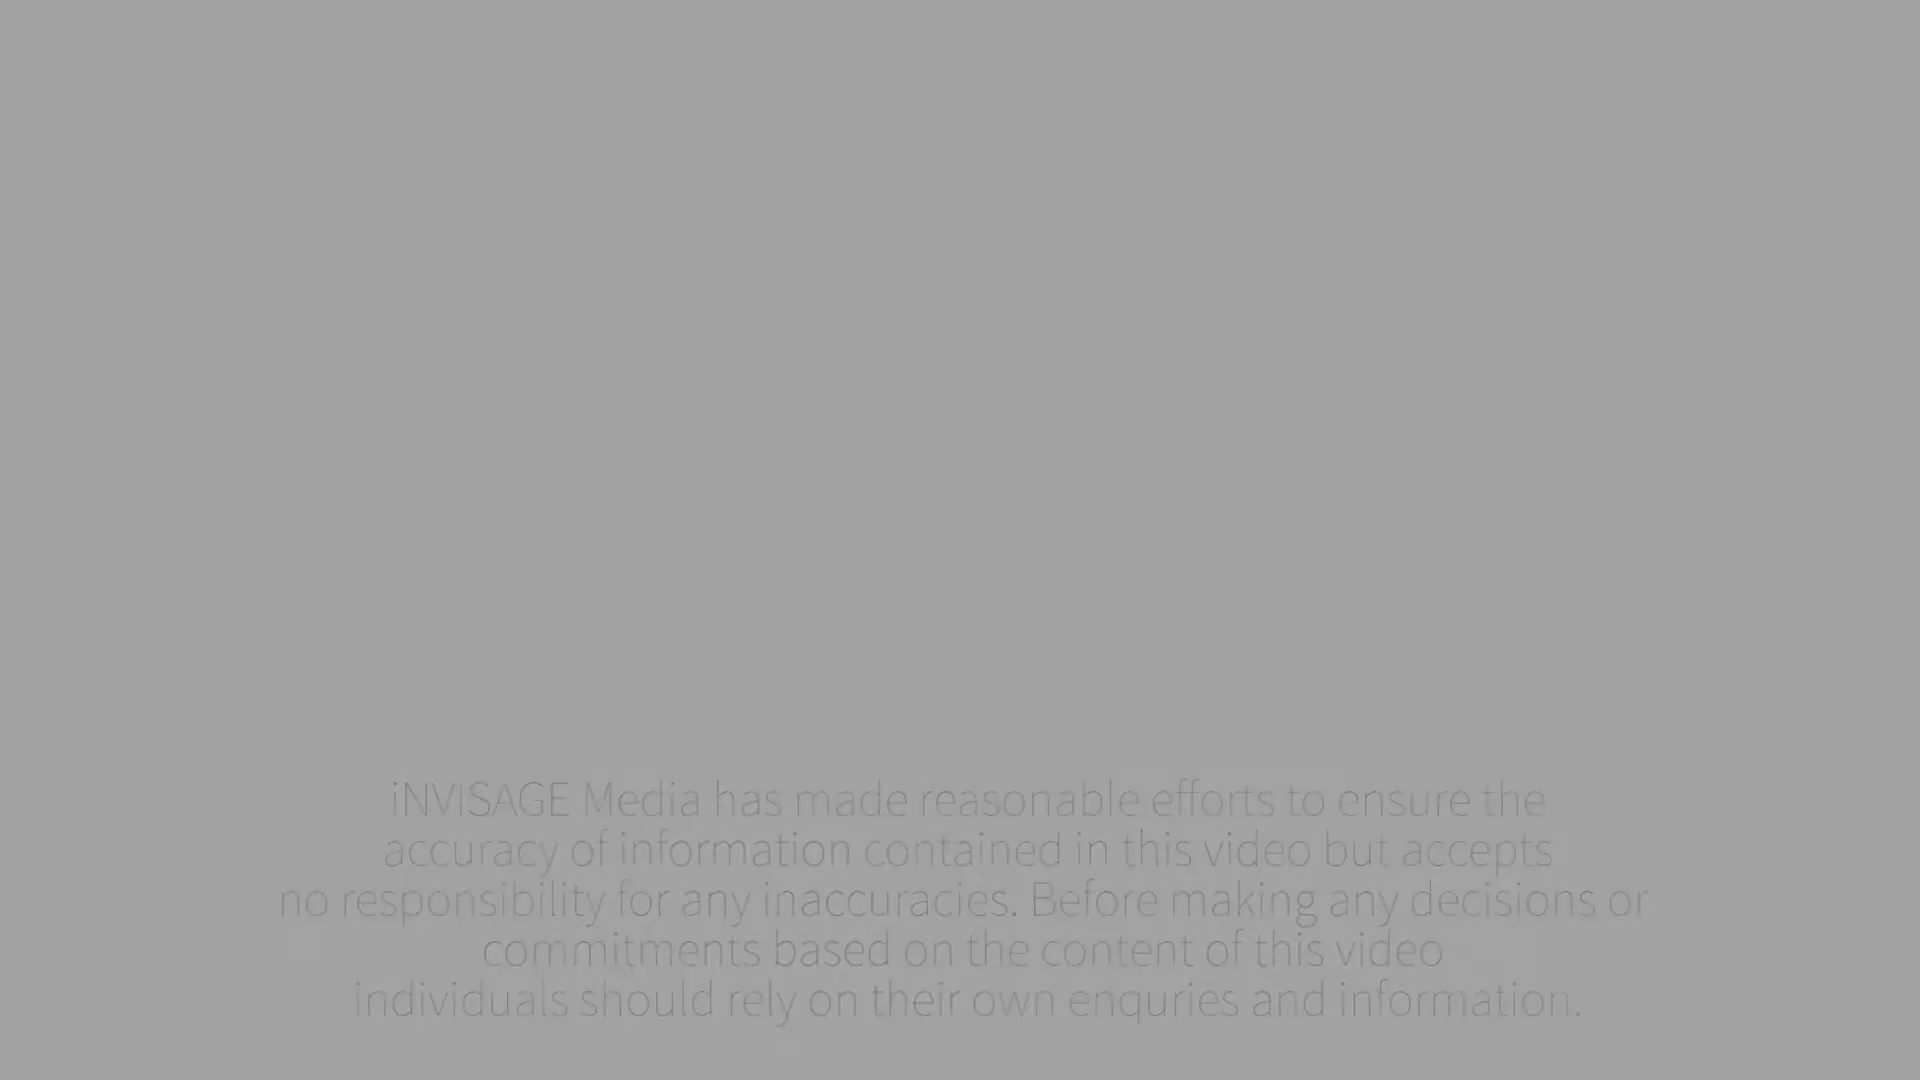 iNVISAGE Media has made reasonable efforts to ensure the
accuracy of information contained in this video but accepts
no responsibility for any inaccuracies. Before making any decisions or
commitments based on the content of this video
individuals should rely on their own enquries and information.